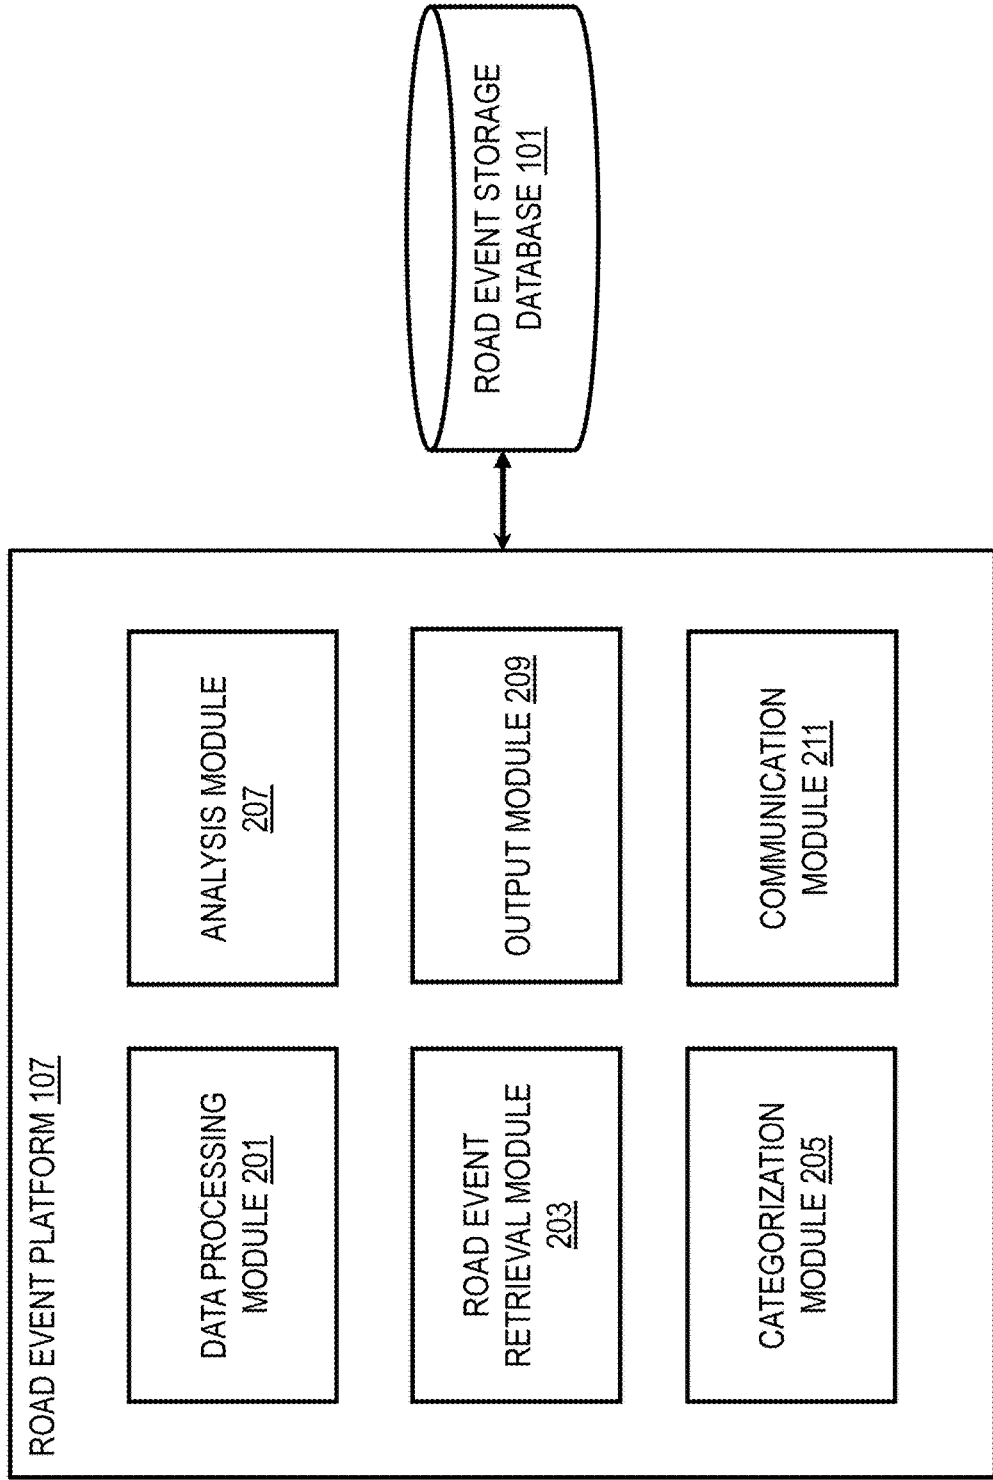 ROAD EVENT PLATFORM 107
DATA PROCESSING
MODULE 201
ROAD EVENT
RETRIEVAL MODULE
203
CATEGORIZATION
MODULE 205
ANALYSIS MODULE
207
OUTPUT MODULE 209
COMMUNICATION
MODULE 211
ROAD EVENT STORAGE
DATABASE 101